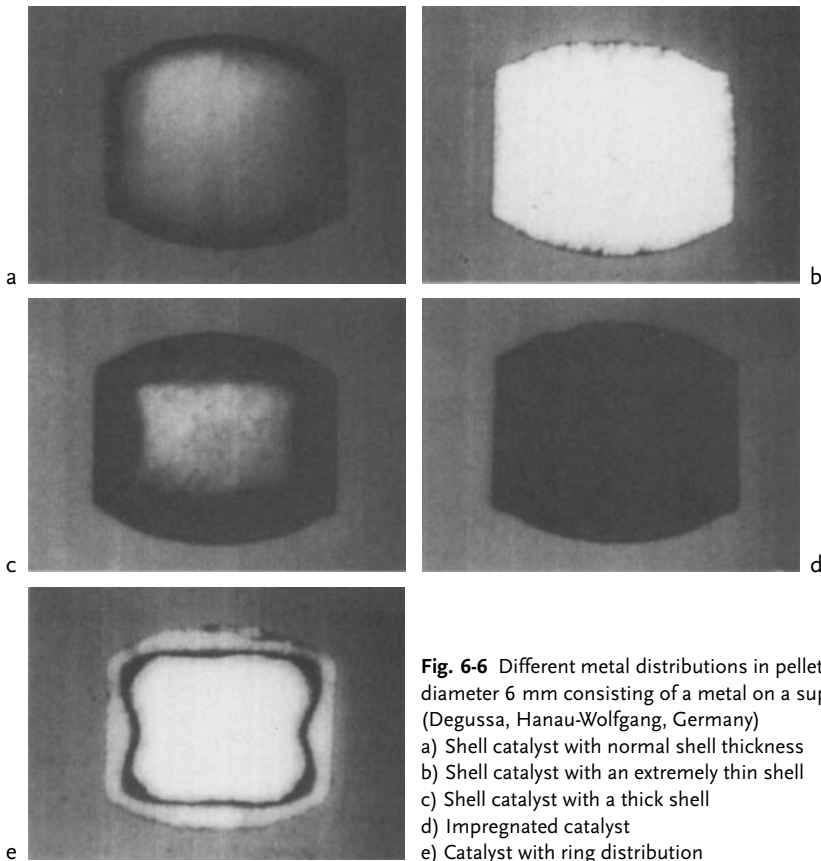 a
b
c
d
e
Fig. 6-6 Different metal distributions in pellet
diameter 6 mm consisting of a metal on a
(Degussa, Hanau-Wolfgang, Germany)
a) Shell catalyst with normal shell thickness
b) Shell catalyst with an extremely thin shell
c) Shell catalyst with a thick shell
d) Impregnated catalyst
e) Catalyst with ring distribution